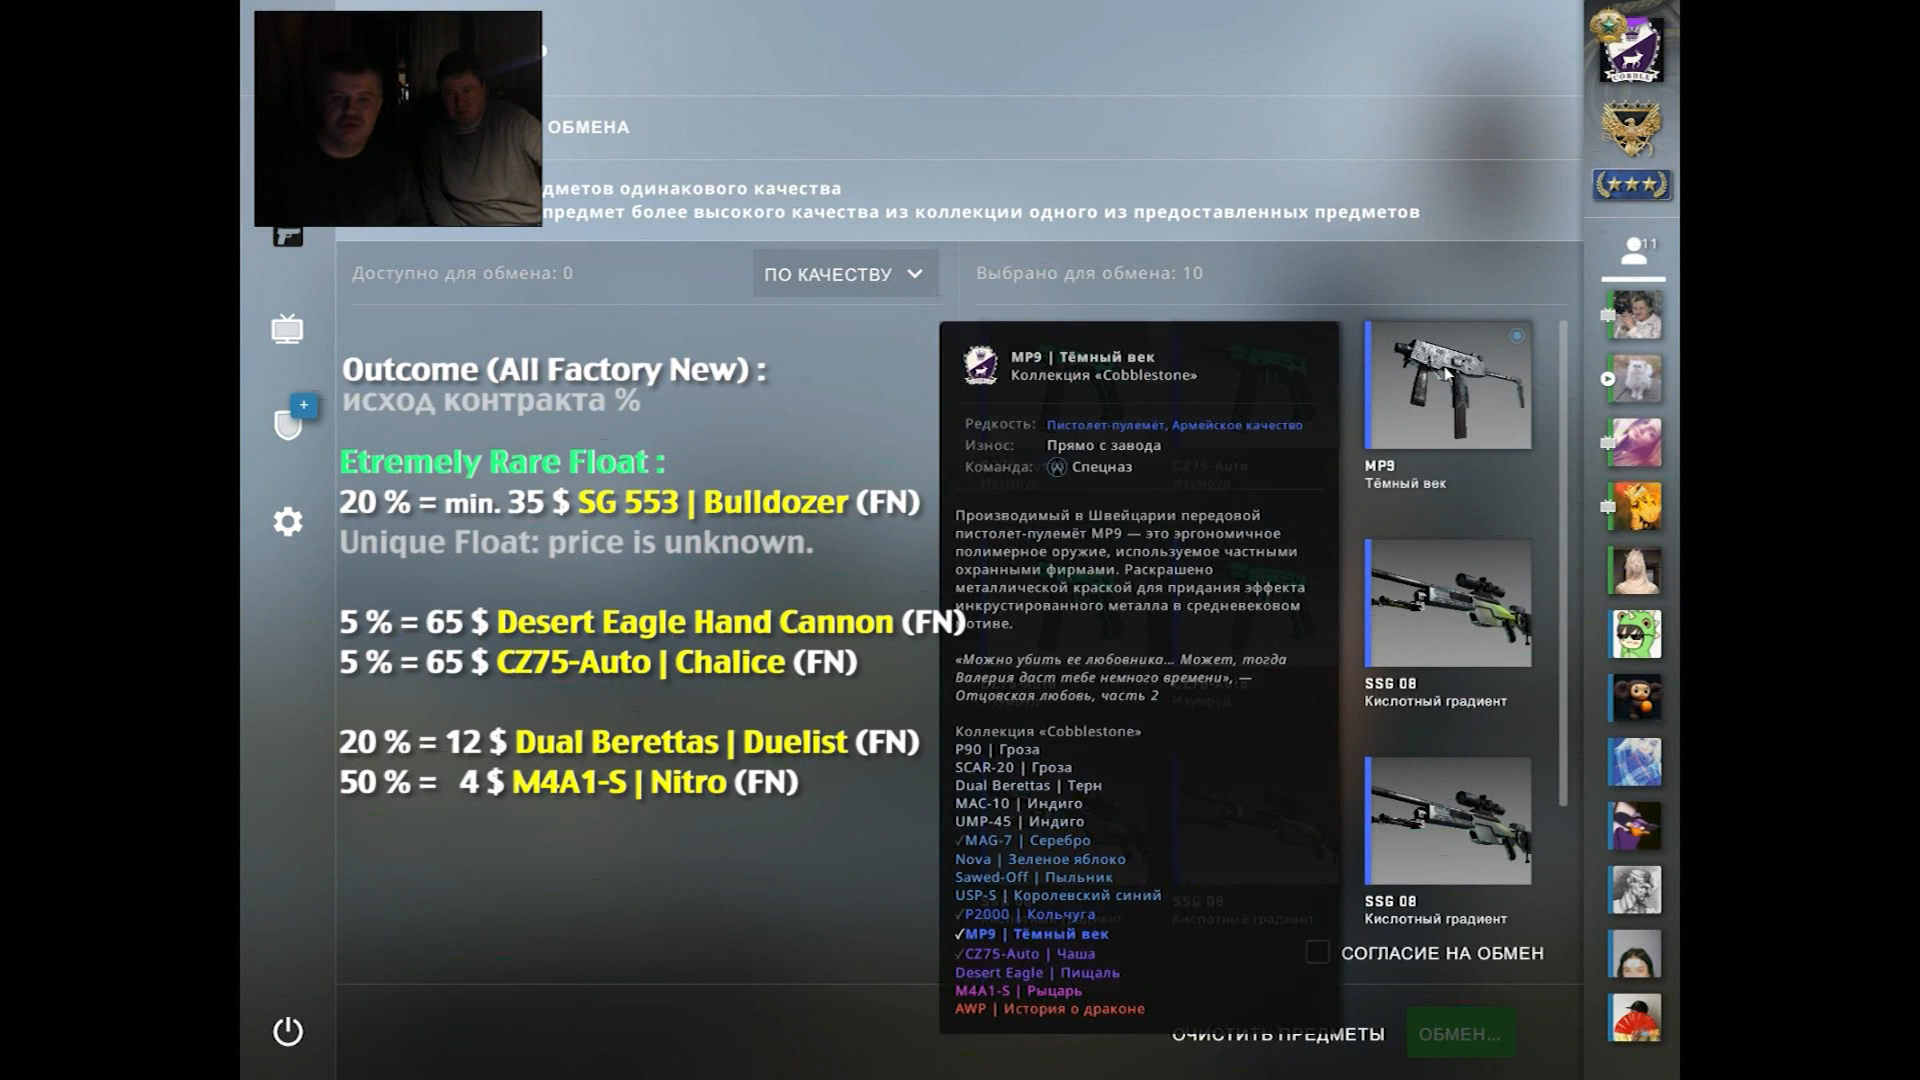 ОБМЕНА
дметов одинакового качества
предмет более высокого качества из коллекции одного из предоставленных предметов
11
Доступно для обмена: 0
ПО КАЧЕСТВУ
Выбрано для обмена: 10
Outcome (All Factory New) :
исход контракта %
Etremely Rare Float :
20 % = min. 35 $ SG 553 | Bulldozer (FN)
Unique Float: price is unknown.
5 % = 65 $ Desert Eagle Hand Cannon (FN)
5 % = 65 $ CZ75-Auto | Chalice (FN)
20 % = 12 $ Dual Berettas | Duelist (FN)
50 % = 4 $ M4A1-S | Nitro (FN)
MP9 | Тёмный век
Коллекция «Cobblestone»
Редкость: Пистолет-пулемёт, Армейское качество
Износ: Прямо с завода
Команда: Спецназ
Производимый в Швейцарии передовой
пистолет-пулемёт MP9 — это эргономичное
полимерное оружие, используемое частными
охранными фирмами. Раскрашено
металлической краской для придания эффекта
инкрустированного металла в средневековом
мотиве.
«Можно убить ее любовника... Может, тогда
Валерия даст тебе немного времени», —
Отцовская любовь, часть 2
Коллекция «Cobblestone»
P90 | Гроза
SCAR-20 | Гроза
Dual Berettas | Терн
MAC-10 | Индиго
UMP-45 | Индиго
✓MAG-7 | Серебро
Nova | Зеленое яблоко
Sawed-Off | Пыльник
USP-S | Королевский синий
✓P2000 | Кольчуга
✓MP9 | Тёмный век
✓CZ75-Auto | Чаша
Desert Eagle | Пищаль
M4A1-S | Рыцарь
AWP | История о драконе
MP9
Тёмный век
SSG 08
Кислотный градиент
SSG 08
Кислотный градиент
СОГЛАСИЕ НА ОБМЕН
ОЧИСТИТЬ ПРЕДМЕТЫ
ОБМЕН...